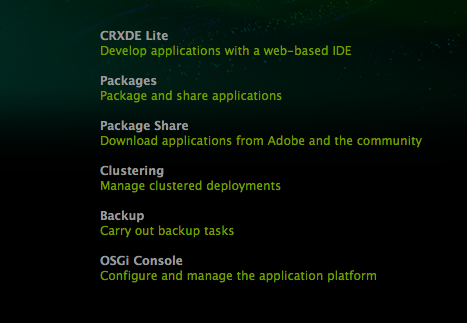 CRXDE Lite
Develop applications with a web-based IDE
Packages
Package and share applications
Package Share
Download applications from Adobe and the community
Clustering
Manage clustered deployments
Backup
Carry out backup tasks
OSGi Console
Configure and manage the application platform